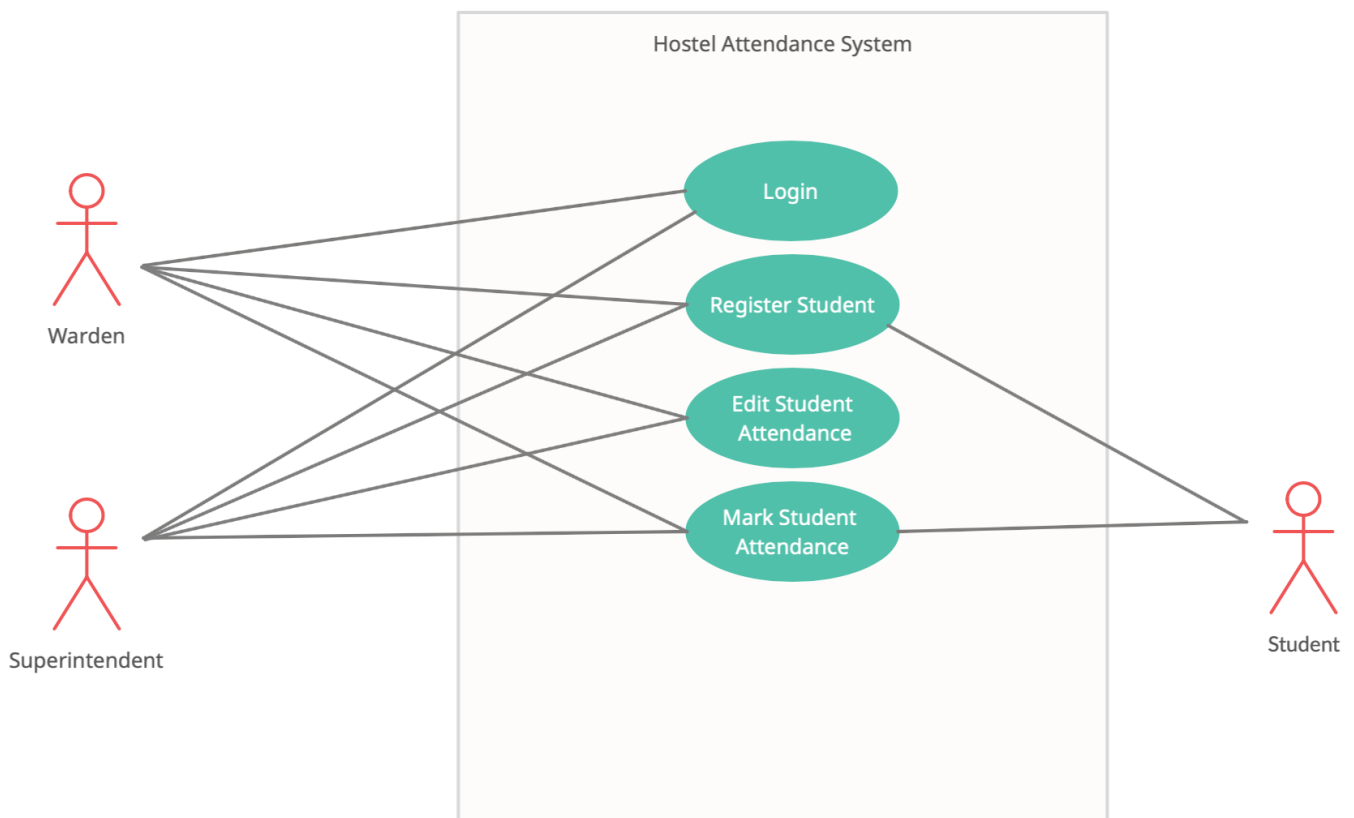 Hostel Attendance System
Login
Warden
Register Student
Edit Student
Attendance
Mark Student
Attendance
Superintendent
Student